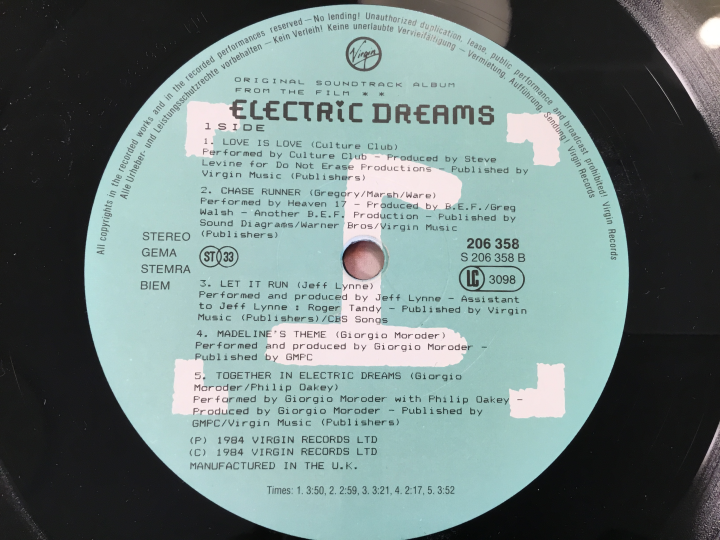 All copyrights in the recorded works and in the recorded performances reserved – No lending! Unauthorized duplication, lease, public performance and broadcast prohibited! Virgin Records
Alle Urheber- und Leistungsschutzrechte vorbehalten – Kein Verleih! Keine unerlaubte Vervielfältigung – Vermietung, Aufführung, Sendung! Virgin Records
Virgin
ORIGINAL SOUNDTRACK ALBUM
FROM THE FILM * *
ELECTRIC DREAMS
1 SIDE
1. LOVE IS LOVE (Culture Club)
Performed by Culture Club – Produced by Steve
Levine for Do Not Erase Productions – Published by
Virgin Music (Publishers)
2. CHASE RUNNER (Gregory/Marsh/Ware)
Performed by Heaven 17 – Produced by B.E.F./Greg
Walsh – Another B.E.F. Production – Published by
Sound Diagrams/Warner Bros/Virgin Music
(Publishers)
STEREO
GEMA
STEMRA
BIEM
ST 33
206 358
S 206 358 B
LC 3098
3. LET IT RUN (Jeff Lynne)
Performed and produced by Jeff Lynne – Assistant
to Jeff Lynne : Roger Tandy – Published by Virgin
Music (Publishers)/CBS Songs
4. MADELINE'S THEME (Giorgio Moroder)
Performed and produced by Giorgio Moroder –
Published by GMPC
5. TOGETHER IN ELECTRIC DREAMS (Giorgio
Moroder/Philip Oakey)
Performed by Giorgio Moroder with Philip Oakey –
Produced by Giorgio Moroder – Published by
GMPC/Virgin Music (Publishers)
(P) 1984 VIRGIN RECORDS LTD
(C) 1984 VIRGIN RECORDS LTD
MANUFACTURED IN THE U.K.
Times: 1. 3:50, 2. 2:59, 3. 3:21, 4. 2:17, 5. 3:52